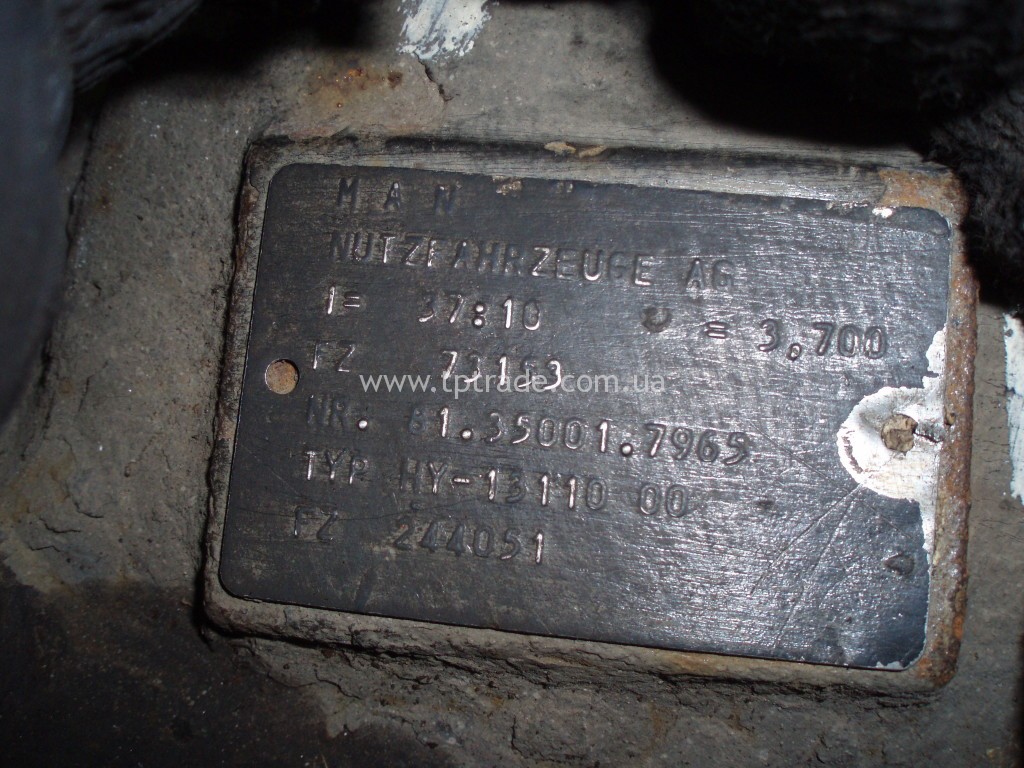 M A N
NUTZFAHRZEUGE AG
I= 37:10 = 3,700
FZ 73163
www.tptrade.com.ua
NR. 81.35001.7965
TYP HY-13110 00
FZ 244051